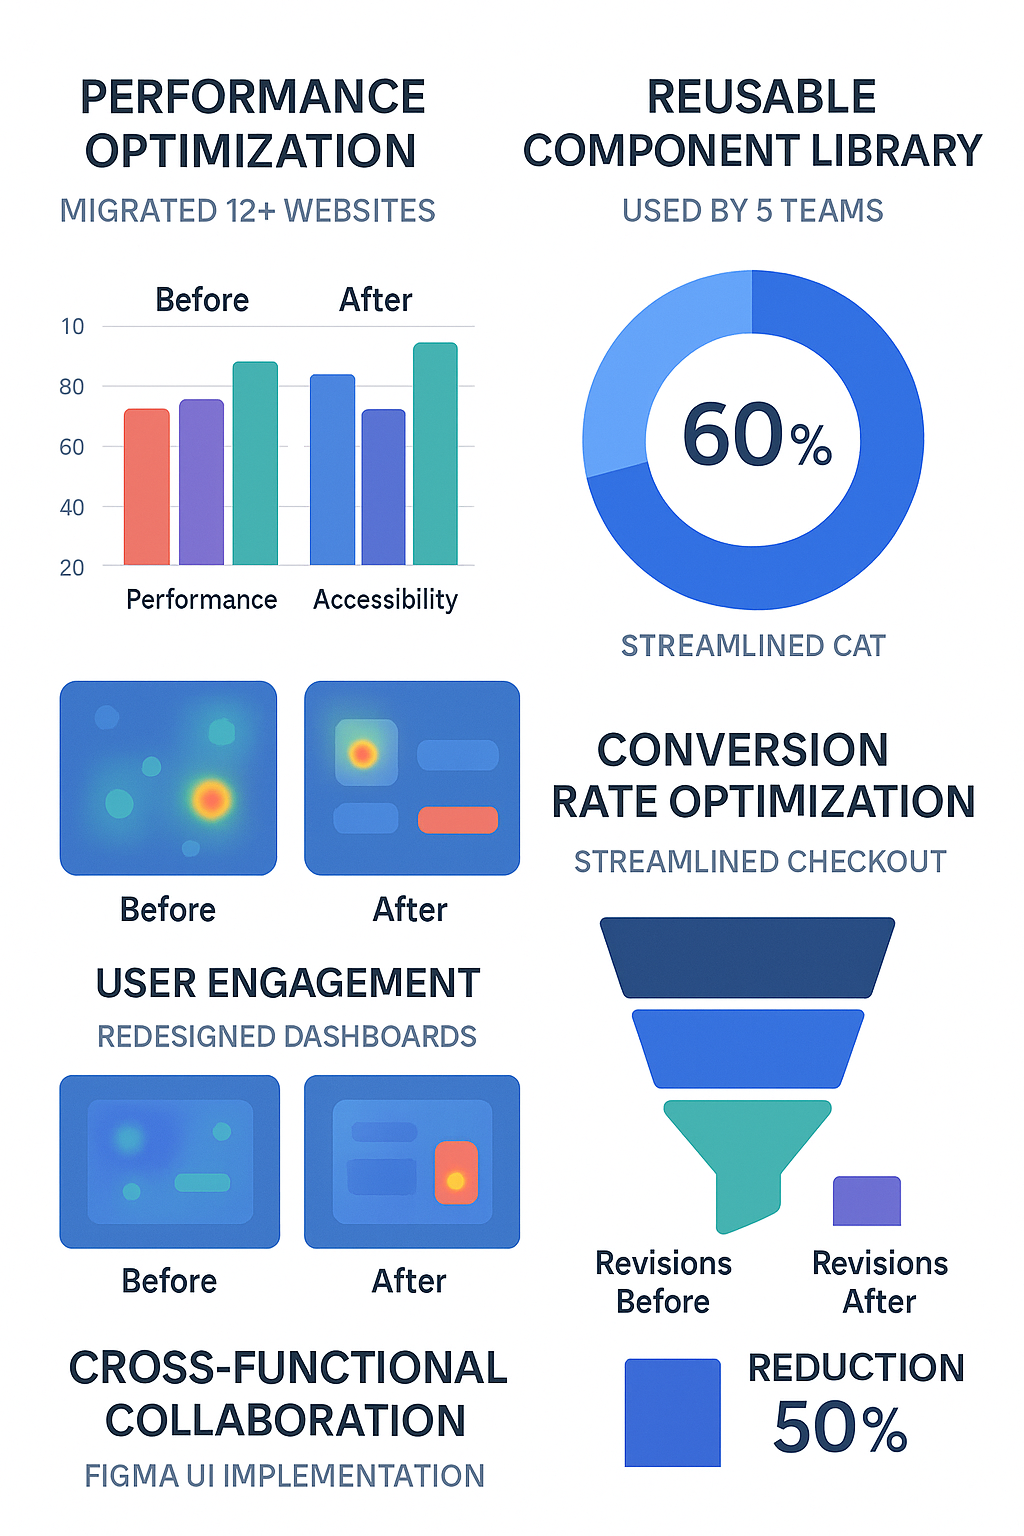 PERFORMANCE
OPTIMIZATION
MIGRATED 12+ WEBSITES
Before
After
10
80
60
40
20
Performance
Accessibility
Before
After
USER ENGAGEMENT
REDESIGNED DASHBOARDS
Before
After
CROSS-FUNCTIONAL
COLLABORATION
FIGMA UI IMPLEMENTATION
REUSABLE
COMPONENT LIBRARY
USED BY 5 TEAMS
60%
STREAMLINED CAT
CONVERSION
RATE OPTIMIZATION
STREAMLINED CHECKOUT
Revisions
Before
Revisions
After
REDUCTION
50%